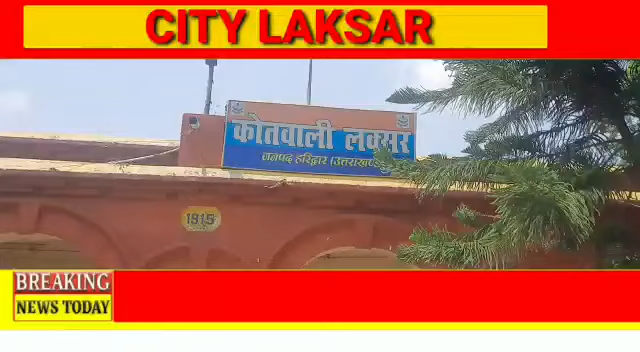 CITY LAKSAR
कोतवाली लक्सर
जनपद हरिद्वार (उत्तराखण्ड)
1915
BREAKING
NEWS TODAY